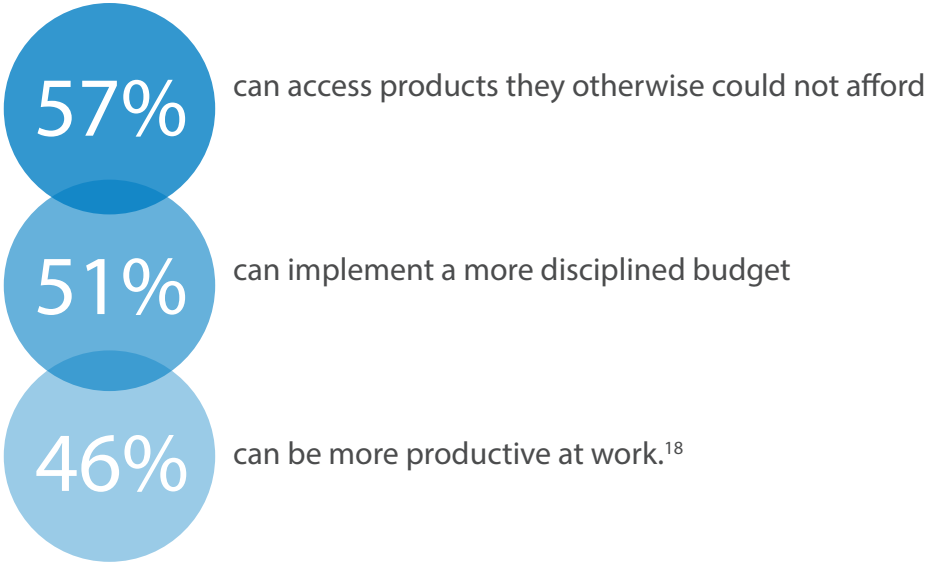 57%
can access products they otherwise could not afford
51%
can implement a more disciplined budget
46%
can be more productive at work.¹⁸